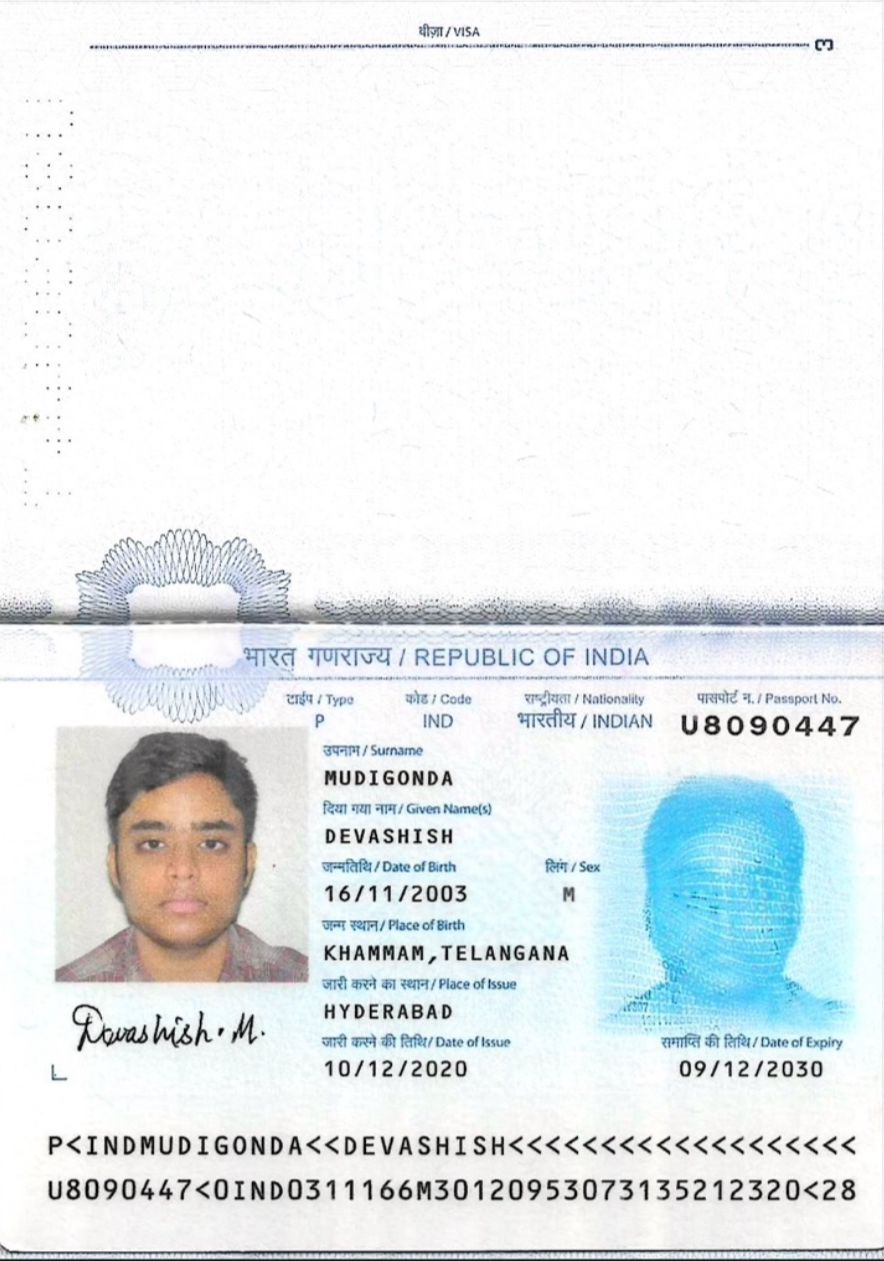 वीज़ा / VISA
3
भारत गणराज्य / REPUBLIC OF INDIA
टाईप / Type कोड / Code राष्ट्रीयता / Nationality पासपोर्ट न. / Passport No.
P IND भारतीय / INDIAN U8090447
उपनाम / Surname
MUDIGONDA
दिया गया नाम / Given Name(s)
DEVASHISH
जन्मतिथि / Date of Birth लिंग / Sex
16/11/2003 M
जन्म स्थान / Place of Birth
KHAMMAM,TELANGANA
जारी करने का स्थान / Place of Issue
HYDERABAD
Devashish. M.
जारी करने की तिथि / Date of Issue समाप्ति की तिथि / Date of Expiry
10/12/2020 09/12/2030
P<INDMUDIGONDA<<DEVASHISH<<<<<<<<<<<<<<<<<<<
U8090447<0IND0311166M30120953073135212320<28